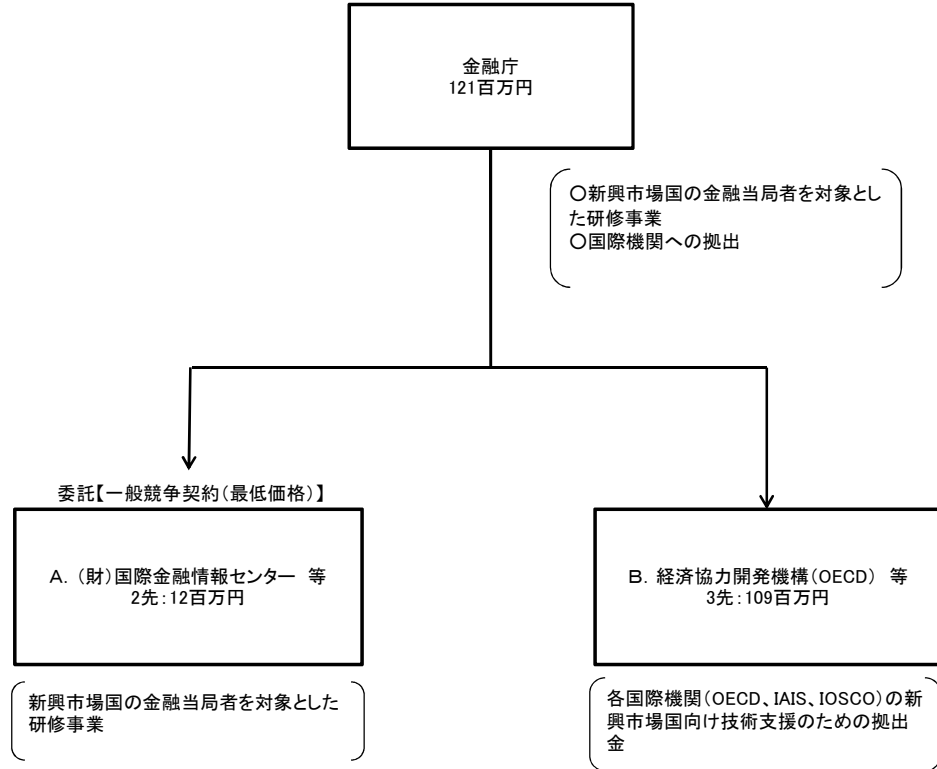 金融庁
121百万円
○新興市場国の金融当局者を対象とし
た研修事業
○国際機関への拠出
委託【一般競争契約(最低価格)】
A. (財)国際金融情報センター 等
2先:12百万円
B. 経済協力開発機構(OECD) 等
3先:109百万円
新興市場国の金融当局者を対象とした
研修事業
各国際機関(OECD、IAIS、IOSCO)の新
興市場国向け技術支援のための拠出
金